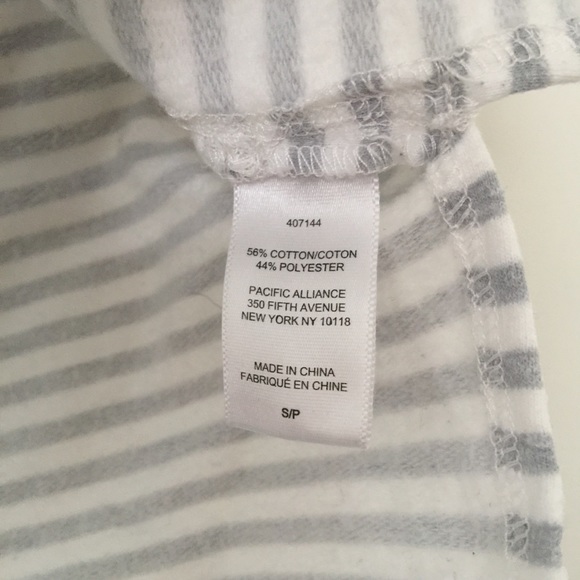 407144
56% COTTON/COTON
44% POLYESTER
PACIFIC ALLIANCE
350 FIFTH AVENUE
NEW YORK NY 10118
MADE IN CHINA
FABRIQUÉ EN CHINE
S/P